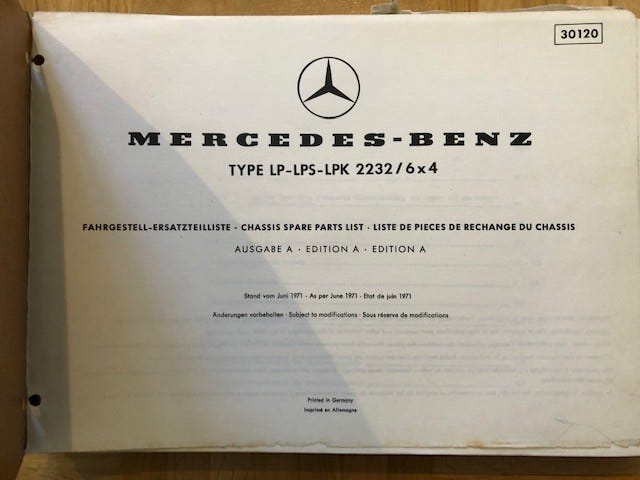 30120
MERCEDES-BENZ
TYPE LP-LPS-LPK 2232/6x4
FAHRGESTELL-ERSATZTEILLISTE · CHASSIS SPARE PARTS LIST · LISTE DE PIECES DE RECHANGE DU CHASSIS
AUSGABE A · EDITION A · EDITION A
Stand vom Juni 1971 · As per June 1971 · Etat de juin 1971
Änderungen vorbehalten · Subject to modifications · Sous réserve de modifications
Printed in Germany
Imprimé en Allemagne